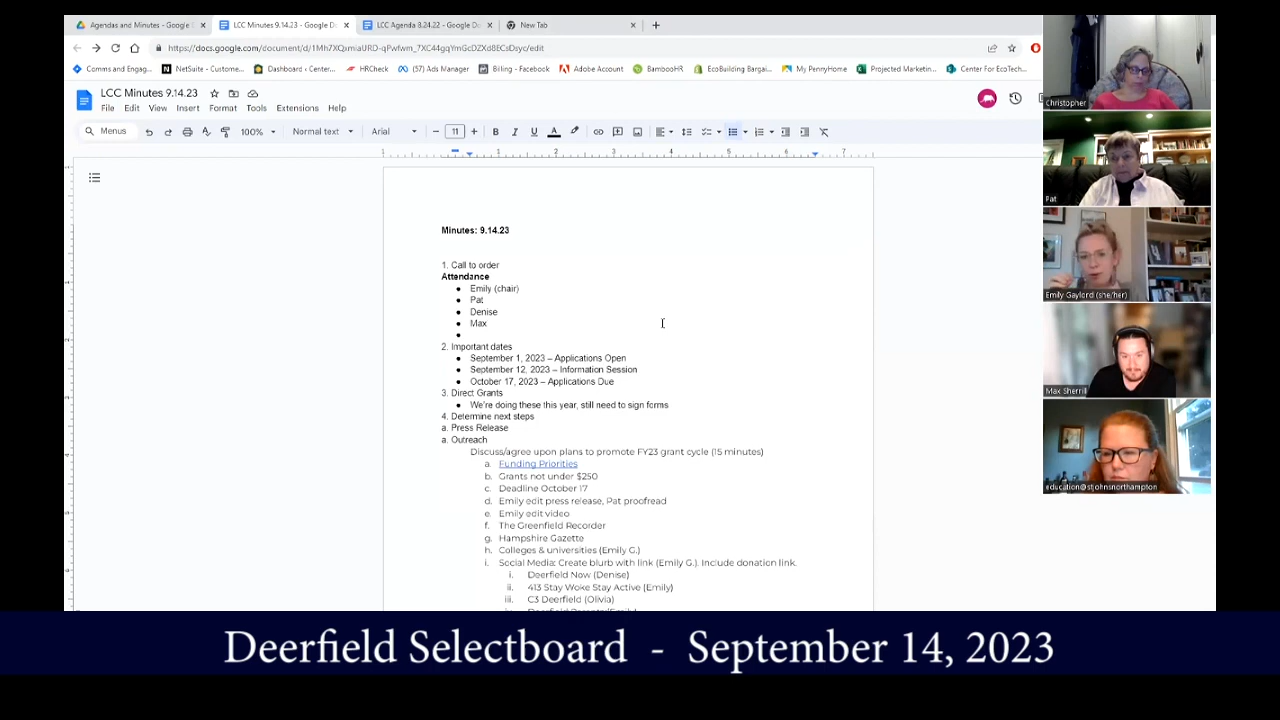 Agendas and Minutes - Google
LCC Minutes 9.14.23 - Google D
LCC Agenda 8.24.22 - Google D
New Tab
LCC Minutes 9.14.23
File Edit View Insert Format Tools Extensions Help
Comms and Engag...
NetSuite - Custome...
Dashboard ‹ Center...
HRCheck
(57) Ads Manager
Billing - Facebook
Adobe Account
BambooHR
EcoBuilding Bargai...
My PennyHome
Projected Marketin...
Center For EcoTech...
Menus
100%
Normal text
Arial
11
Minutes: 9.14.23
1. Call to order
Attendance
● Emily (chair)
● Pat
● Denise
● Max
●
2. Important dates
● September 1, 2023 – Applications Open
● September 12, 2023 – Information Session
● October 17, 2023 – Applications Due
3. Direct Grants
● We're doing these this year, still need to sign forms
4. Determine next steps
a. Press Release
a. Outreach
Discuss/agree upon plans to promote FY23 grant cycle (15 minutes)
a. Funding Priorities
b. Grants not under $250
c. Deadline October 17
d. Emily edit press release, Pat proofread
e. Emily edit video
f. The Greenfield Recorder
g. Hampshire Gazette
h. Colleges & universities (Emily G.)
i. Social Media: Create blurb with link (Emily G.). Include donation link.
i. Deerfield Now (Denise)
ii. 413 Stay Woke Stay Active (Emily)
iii. C3 Deerfield (Olivia)
Christopher
Pat
Emily Gaylord (she/her)
Max Sherrill
education@stjohnsnorthampton
Deerfield Selectboard - September 14, 2023